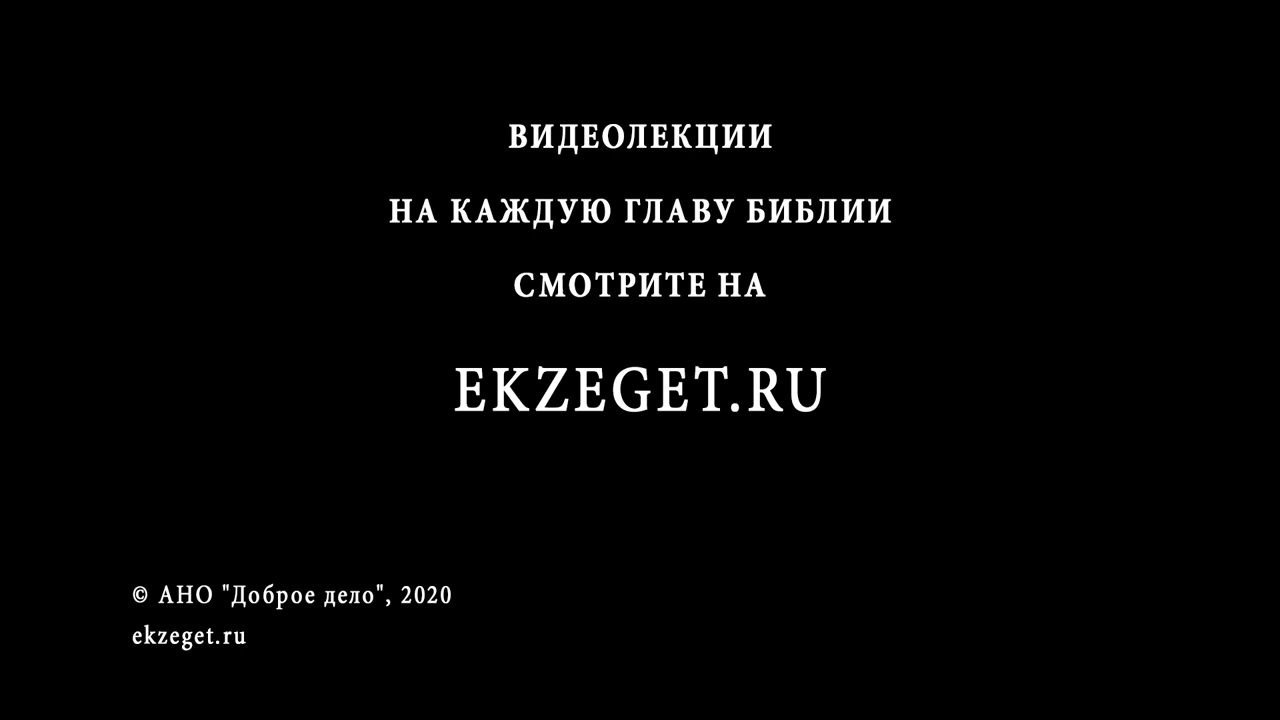 ВИДЕОЛЕКЦИИ
НА КАЖДУЮ ГЛАВУ БИБЛИИ
СМОТРИТЕ НА
EKZEGET.RU
© АНО "Доброе дело", 2020
ekzeget.ru